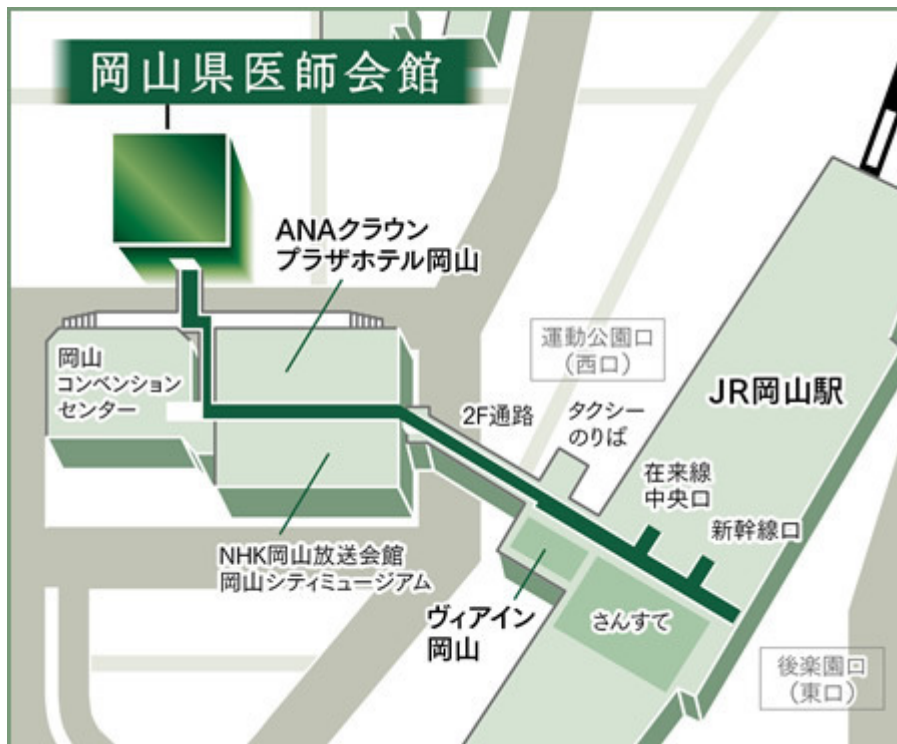 岡山県医師会館
ANAクラウン
プラザホテル岡山
岡山
コンベンション
センター
運動公園口
（西口）
JR岡山駅
2F通路
タクシー
のりば
在来線
中央口
新幹線口
NHK岡山放送会館
岡山シティミュージアム
ヴィアイン
岡山
さんすて
後楽園口
（東口）